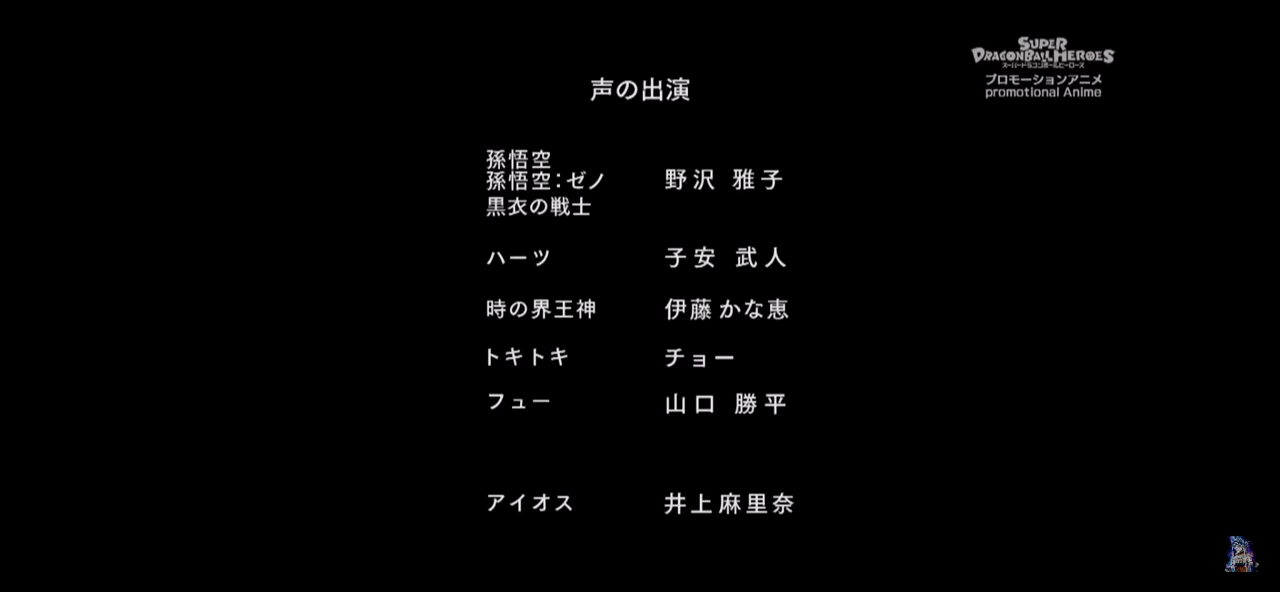 SUPER
DRAGONBALL HEROES
スーパードラゴンボールヒーローズ
プロモーションアニメ
promotional Anime
声の出演
孫悟空
孫悟空：ゼノ 野沢 雅子
黒衣の戦士
ハーツ 子安 武人
時の界王神 伊藤 かな恵
トキトキ チョー
フュー 山口 勝平
アイオス 井上麻里奈